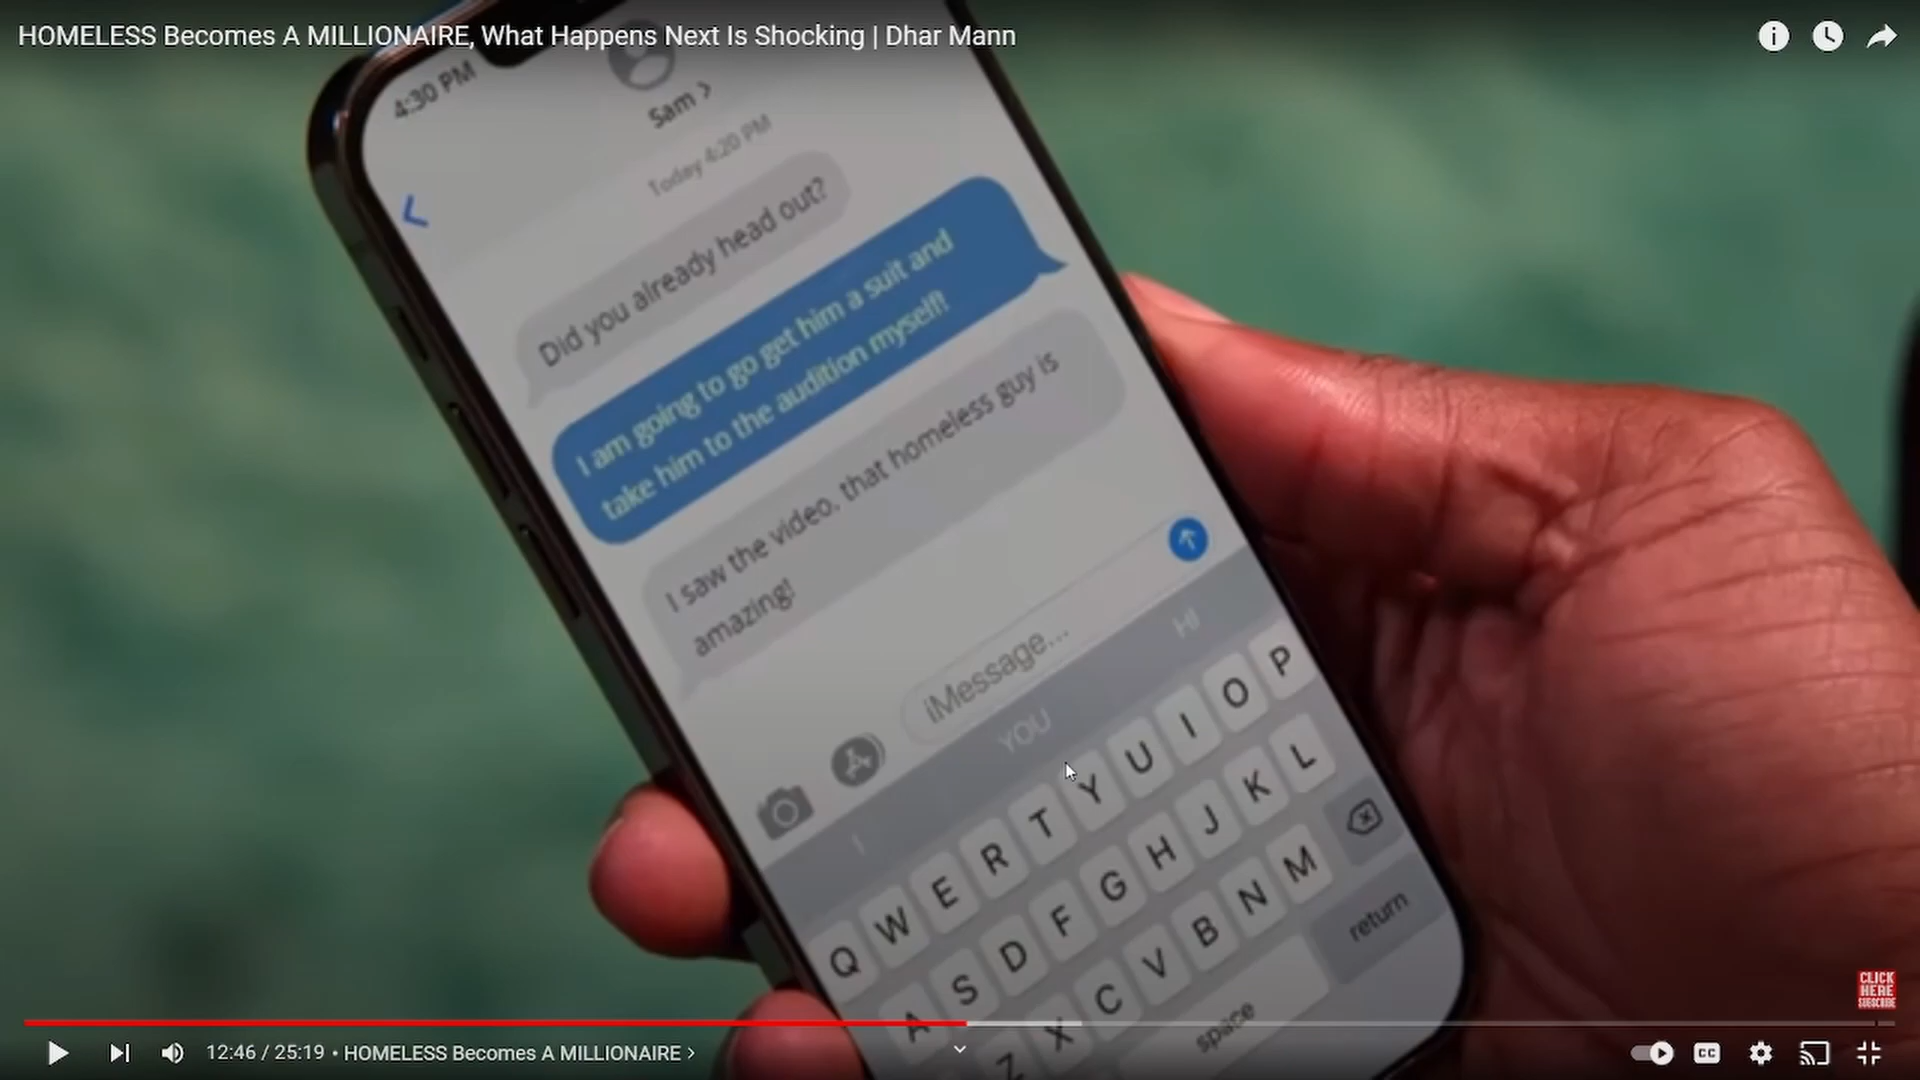 HOMELESS Becomes A MILLIONAIRE, What Happens Next Is Shocking | Dhar Mann
4:30 PM
Sam >
Today 4:20 PM
Did you already head out?
I am going to go get him a suit and
take him to the audition myself!
I saw the video. that homeless guy is
amazing!
iMessage...
I YOU HI
Q W E R T Y U I O P
A S D F G H J K L
Z X C V B N M
space return
CLICK
HERE
SUBSCRIBE
12:46 / 25:19 • HOMELESS Becomes A MILLIONAIRE >
CC